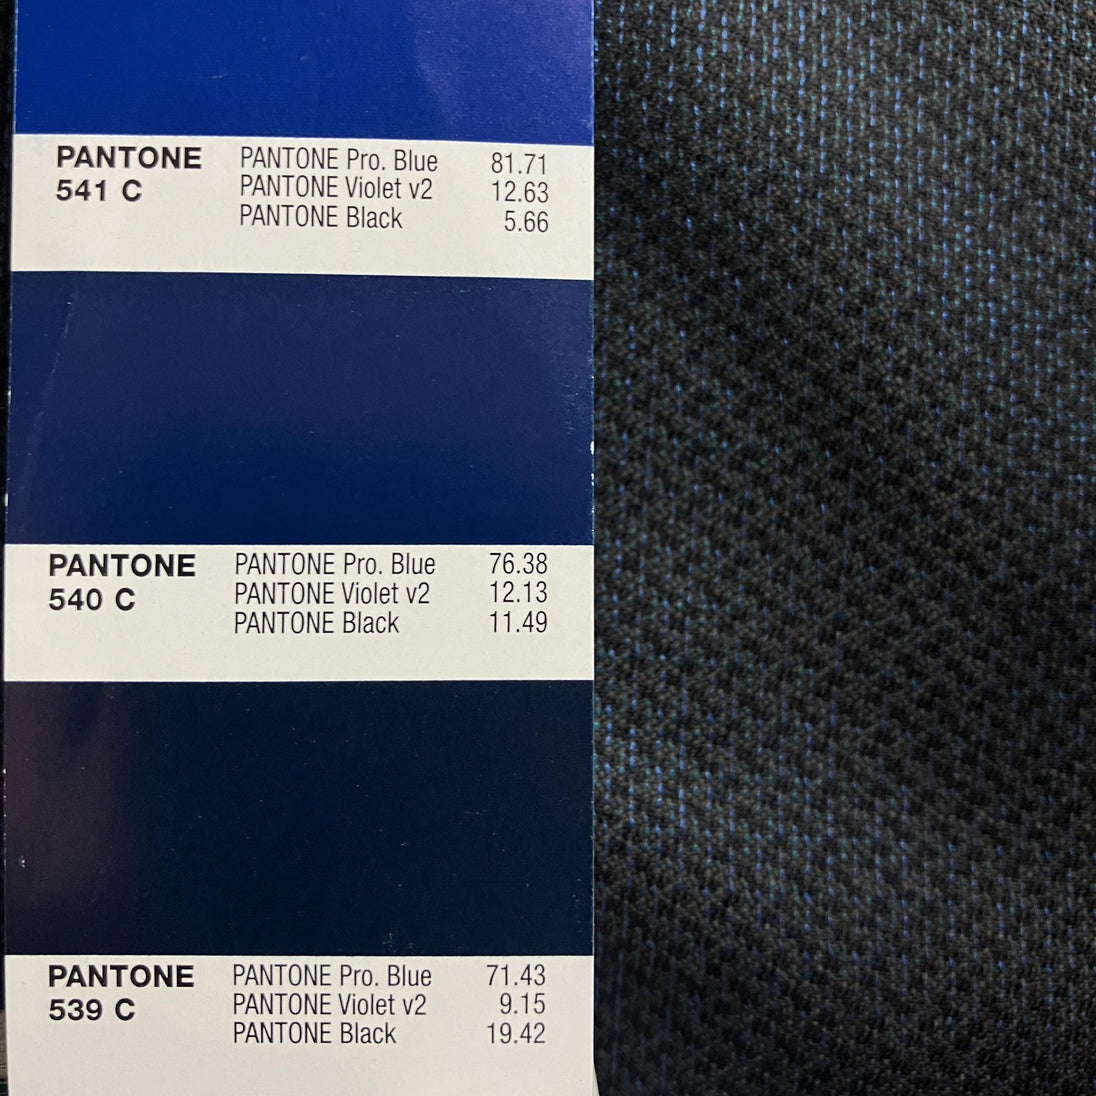 PANTONE PANTONE Pro. Blue 81.71
541 C PANTONE Violet v2 12.63
PANTONE Black 5.66
PANTONE PANTONE Pro. Blue 76.38
540 C PANTONE Violet v2 12.13
PANTONE Black 11.49
PANTONE PANTONE Pro. Blue 71.43
539 C PANTONE Violet v2 9.15
PANTONE Black 19.42